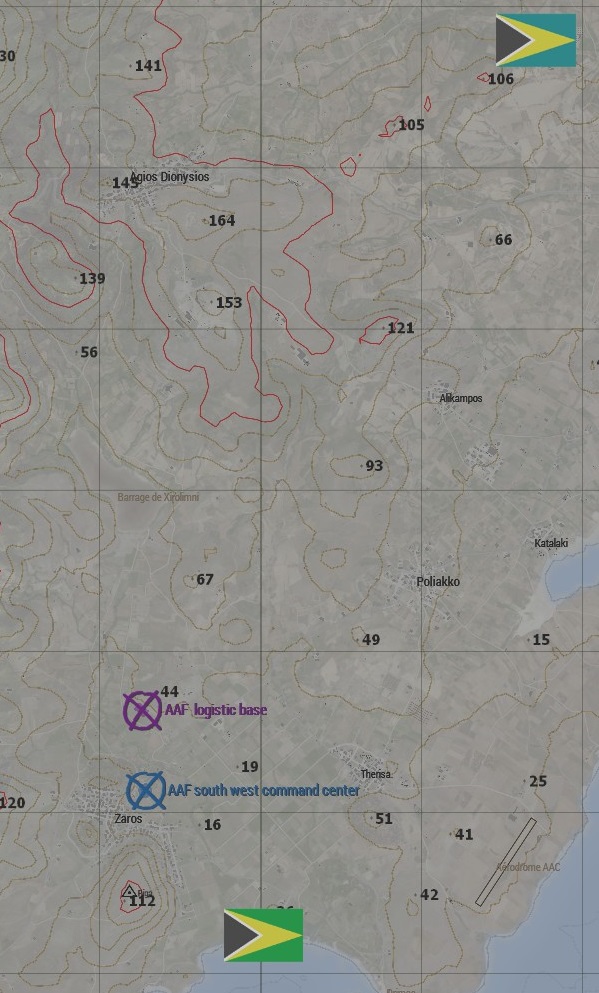 30
141
106
105
Agios Dionysios
145
164
66
139
153
121
56
Alikampos
93
Barrage de Xirolimni
Katalaki
67
Poliakko
49
15
44
AAF logistic base
19
Therisa
25
AAF south west command center
120
Zaros
16
51
41
Aérodrome AAC
42
112
26